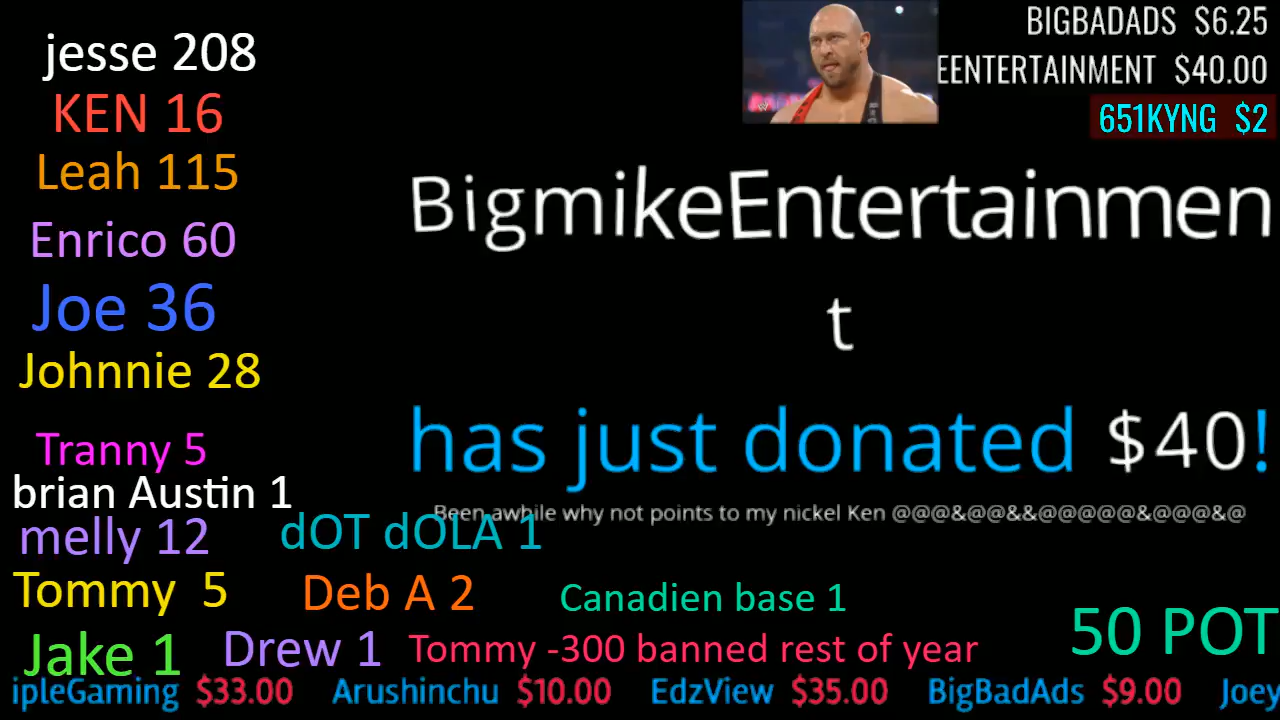 jesse 208
KEN 16
Leah 115
Enrico 60
Joe 36
Johnnie 28
Tranny 5
brian Austin 1
melly 12
dOT dOLA 1
Tommy 5
Deb A 2
Canadien base 1
Jake 1
Drew 1
Tommy -300 banned rest of year
50 POT
BIGBADADS $6.25
EENTERTAINMENT $40.00
651KYNG $2
BigmikeEntertainmen
t
has just donated $40!
Been awhile why not points to my nickel Ken @@@&@@&&@@@@@&@@@&@
ipleGaming $33.00 Arushinchu $10.00 EdzView $35.00 BigBadAds $9.00 Joey